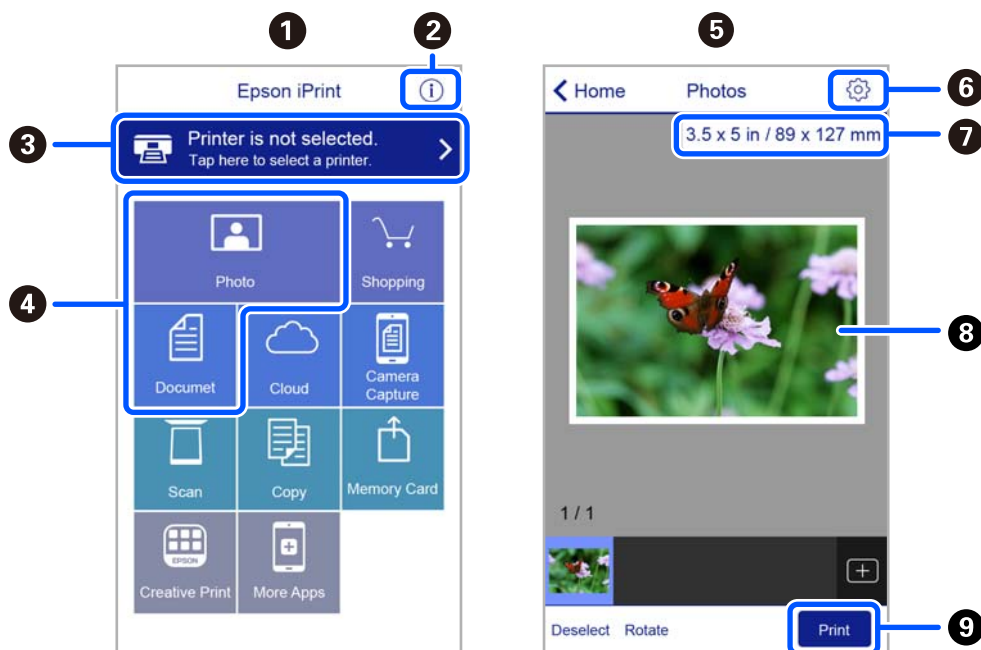 1
2
5
Epson iPrint
i
Home
Photos
6
3
Printer is not selected.
Tap here to select a printer.
3.5 x 5 in / 89 x 127 mm
7
Photo
Shopping
4
8
Documet
Cloud
Camera
Capture
Scan
Copy
Memory Card
1 / 1
EPSON
Creative Print
More Apps
Deselect
Rotate
Print
9